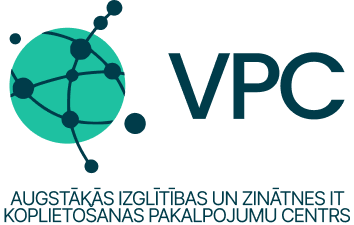 VPC
AUGSTĀKĀS IZGLĪTĪBAS UN ZINĀTNES IT
KOPLIETOŠANAS PAKALPOJUMU CENTRS